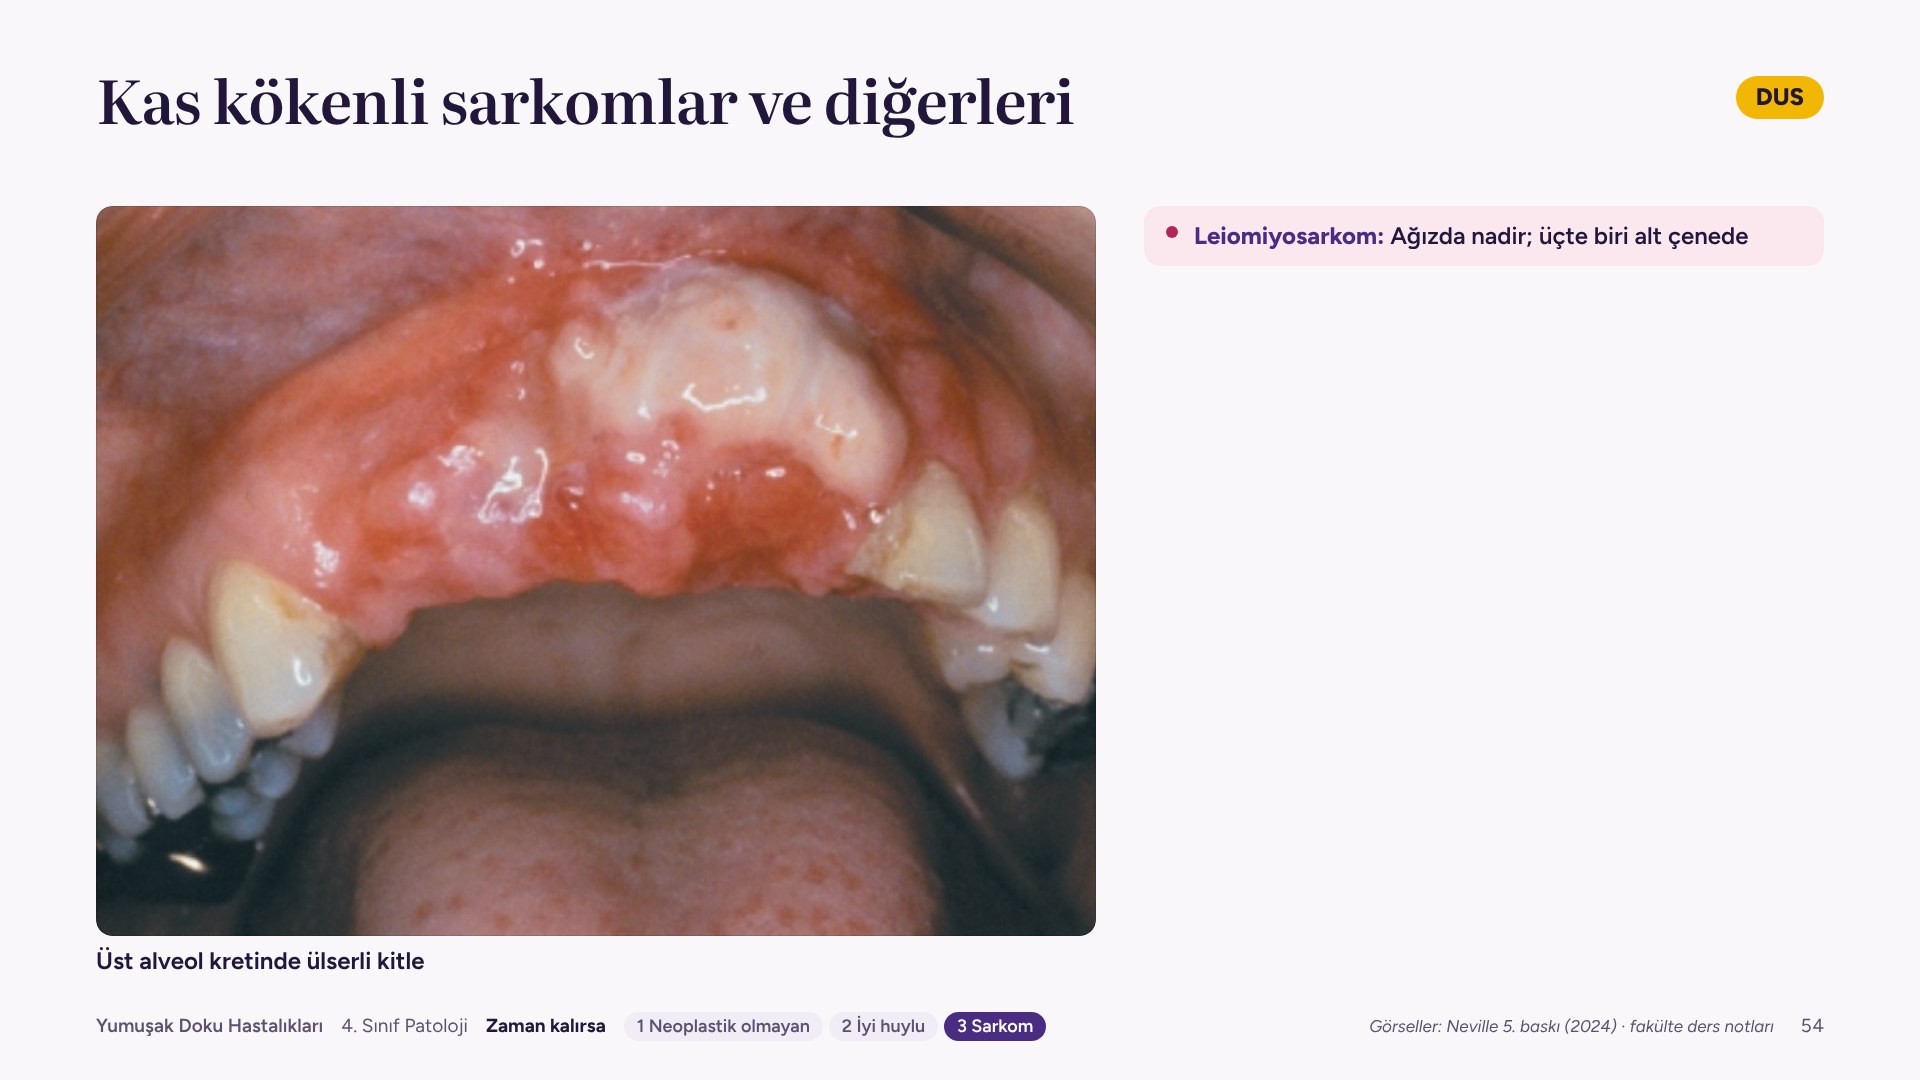 Kas kökenli sarkomlar ve diğerleri
DUS
Leiomiyosarkom: Ağızda nadir; üçte biri alt çenede
Üst alveol kretinde ülserli kitle
Yumuşak Doku Hastalıkları 4. Sınıf Patoloji Zaman kalırsa 1 Neoplastik olmayan 2 İyi huylu 3 Sarkom
Görseller: Neville 5. baskı (2024) · fakülte ders notları 54